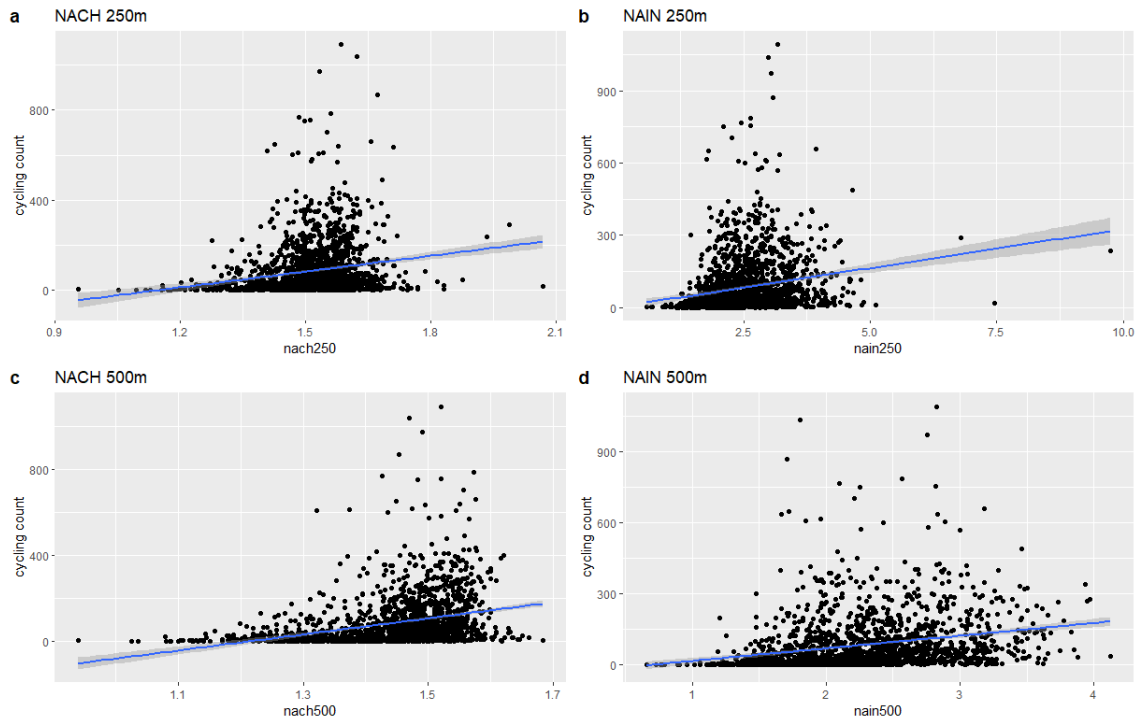 a NACH 250m
cycling count
800
400
0
0.9 1.2 1.5 1.8 2.1
nach250
b NAIN 250m
cycling count
900
600
300
0
2.5 5.0 7.5 10.0
nain250
c NACH 500m
cycling count
800
400
0
1.1 1.3 1.5 1.7
nach500
d NAIN 500m
cycling count
900
600
300
0
1 2 3 4
nain500